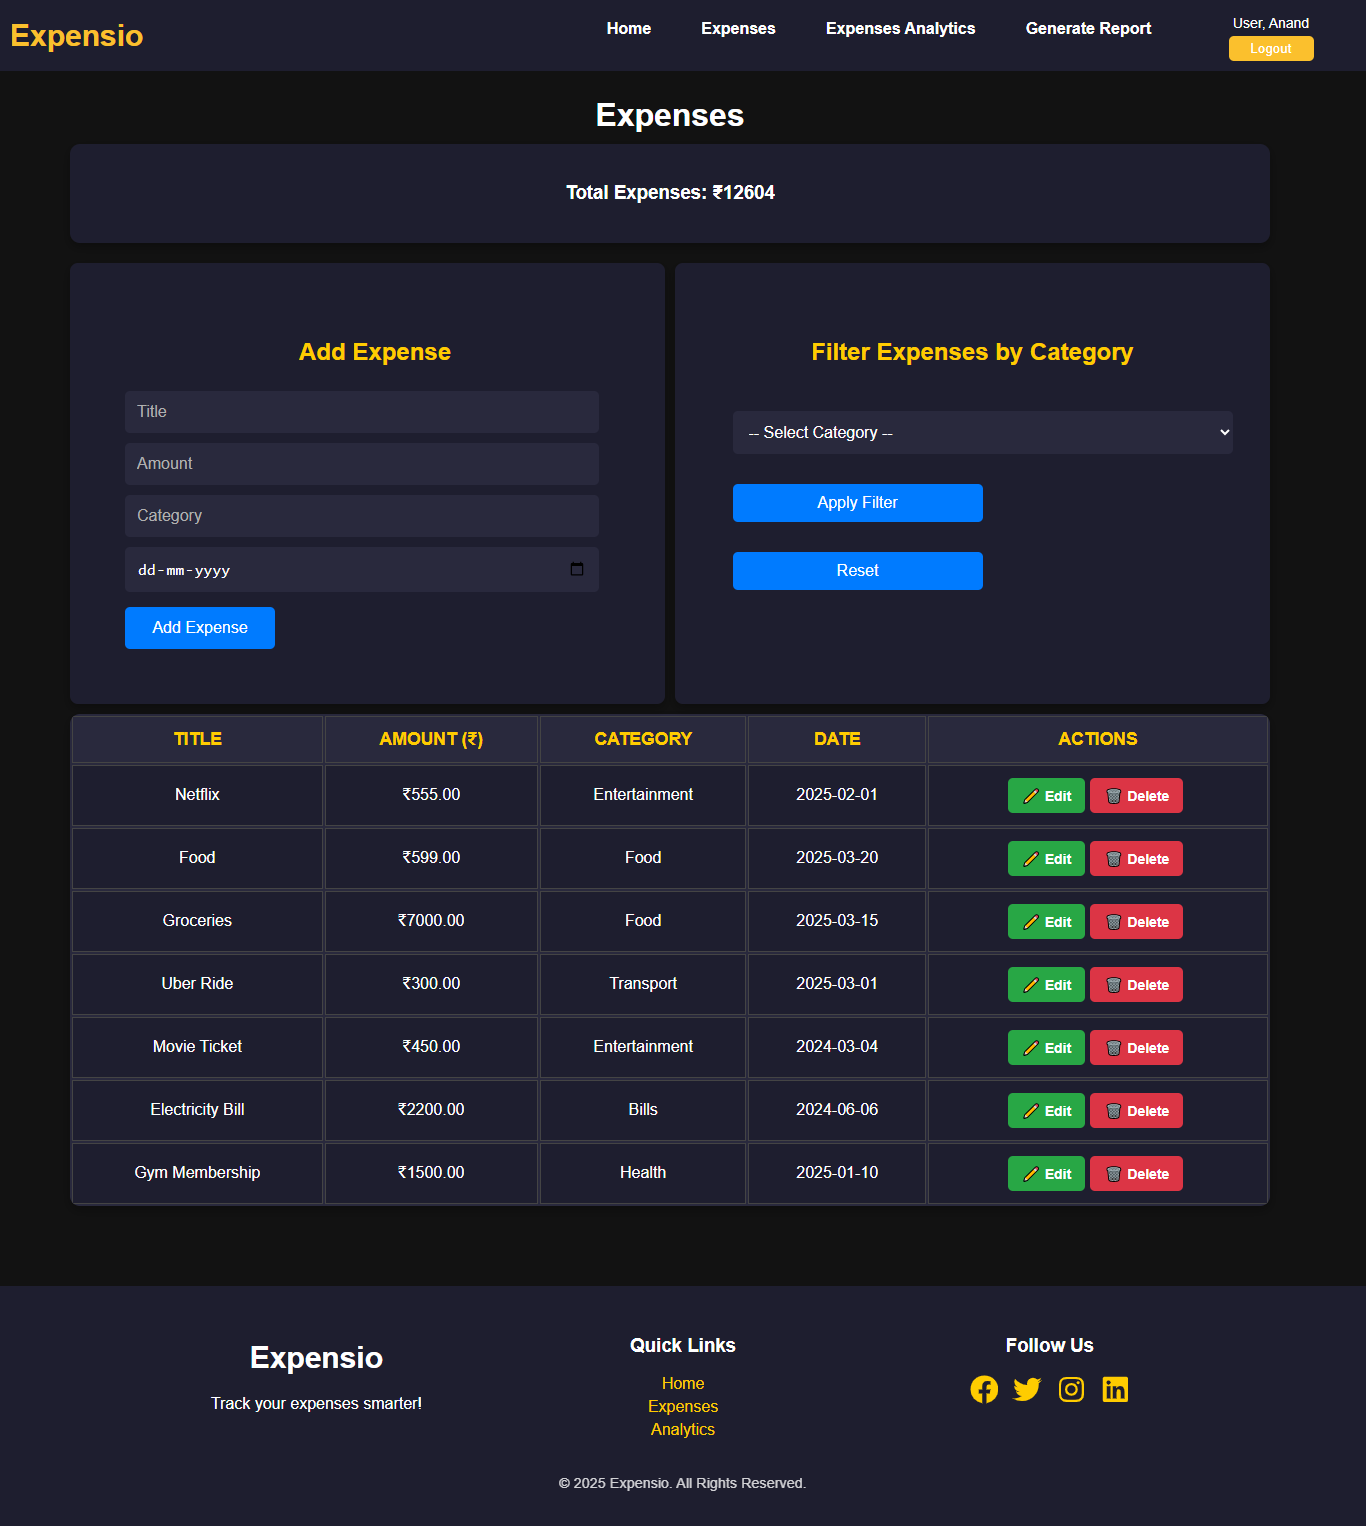 Expensio
Home Expenses Expenses Analytics Generate Report
User, Anand
Logout
Expenses
Total Expenses: ₹12604
Add Expense
Title
Amount
Category
dd-mm-yyyy
Add Expense
Filter Expenses by Category
-- Select Category --
Apply Filter
Reset
TITLE AMOUNT (₹) CATEGORY DATE ACTIONS
Netflix ₹555.00 Entertainment 2025-02-01 Edit Delete
Food ₹599.00 Food 2025-03-20 Edit Delete
Groceries ₹7000.00 Food 2025-03-15 Edit Delete
Uber Ride ₹300.00 Transport 2025-03-01 Edit Delete
Movie Ticket ₹450.00 Entertainment 2024-03-04 Edit Delete
Electricity Bill ₹2200.00 Bills 2024-06-06 Edit Delete
Gym Membership ₹1500.00 Health 2025-01-10 Edit Delete
Expensio
Track your expenses smarter!
Quick Links
Home
Expenses
Analytics
Follow Us
© 2025 Expensio. All Rights Reserved.